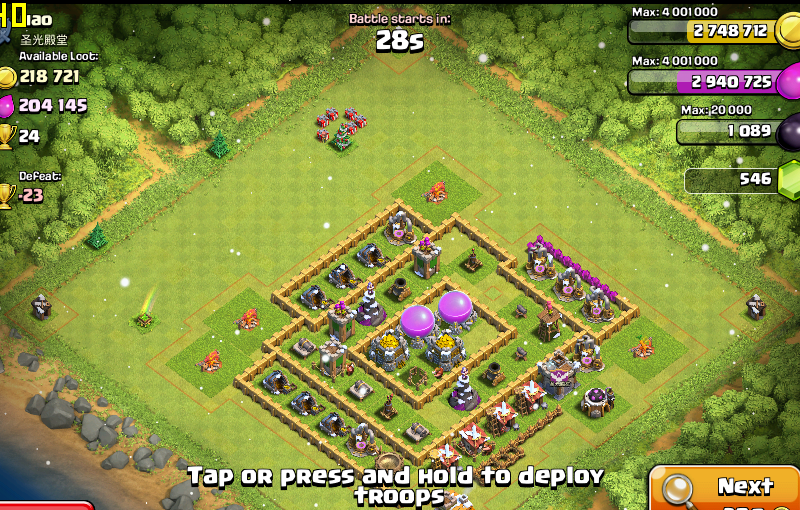 40
iao
圣光殿堂
Available Loot:
218 721
204 145
24
Defeat:
-23
Battle starts in:
28s
Max: 4 001 000
2 748 712
Max: 4 001 000
2 940 725
Max: 20 000
1 089
546
Tap or press and hold to deploy
troops
Next